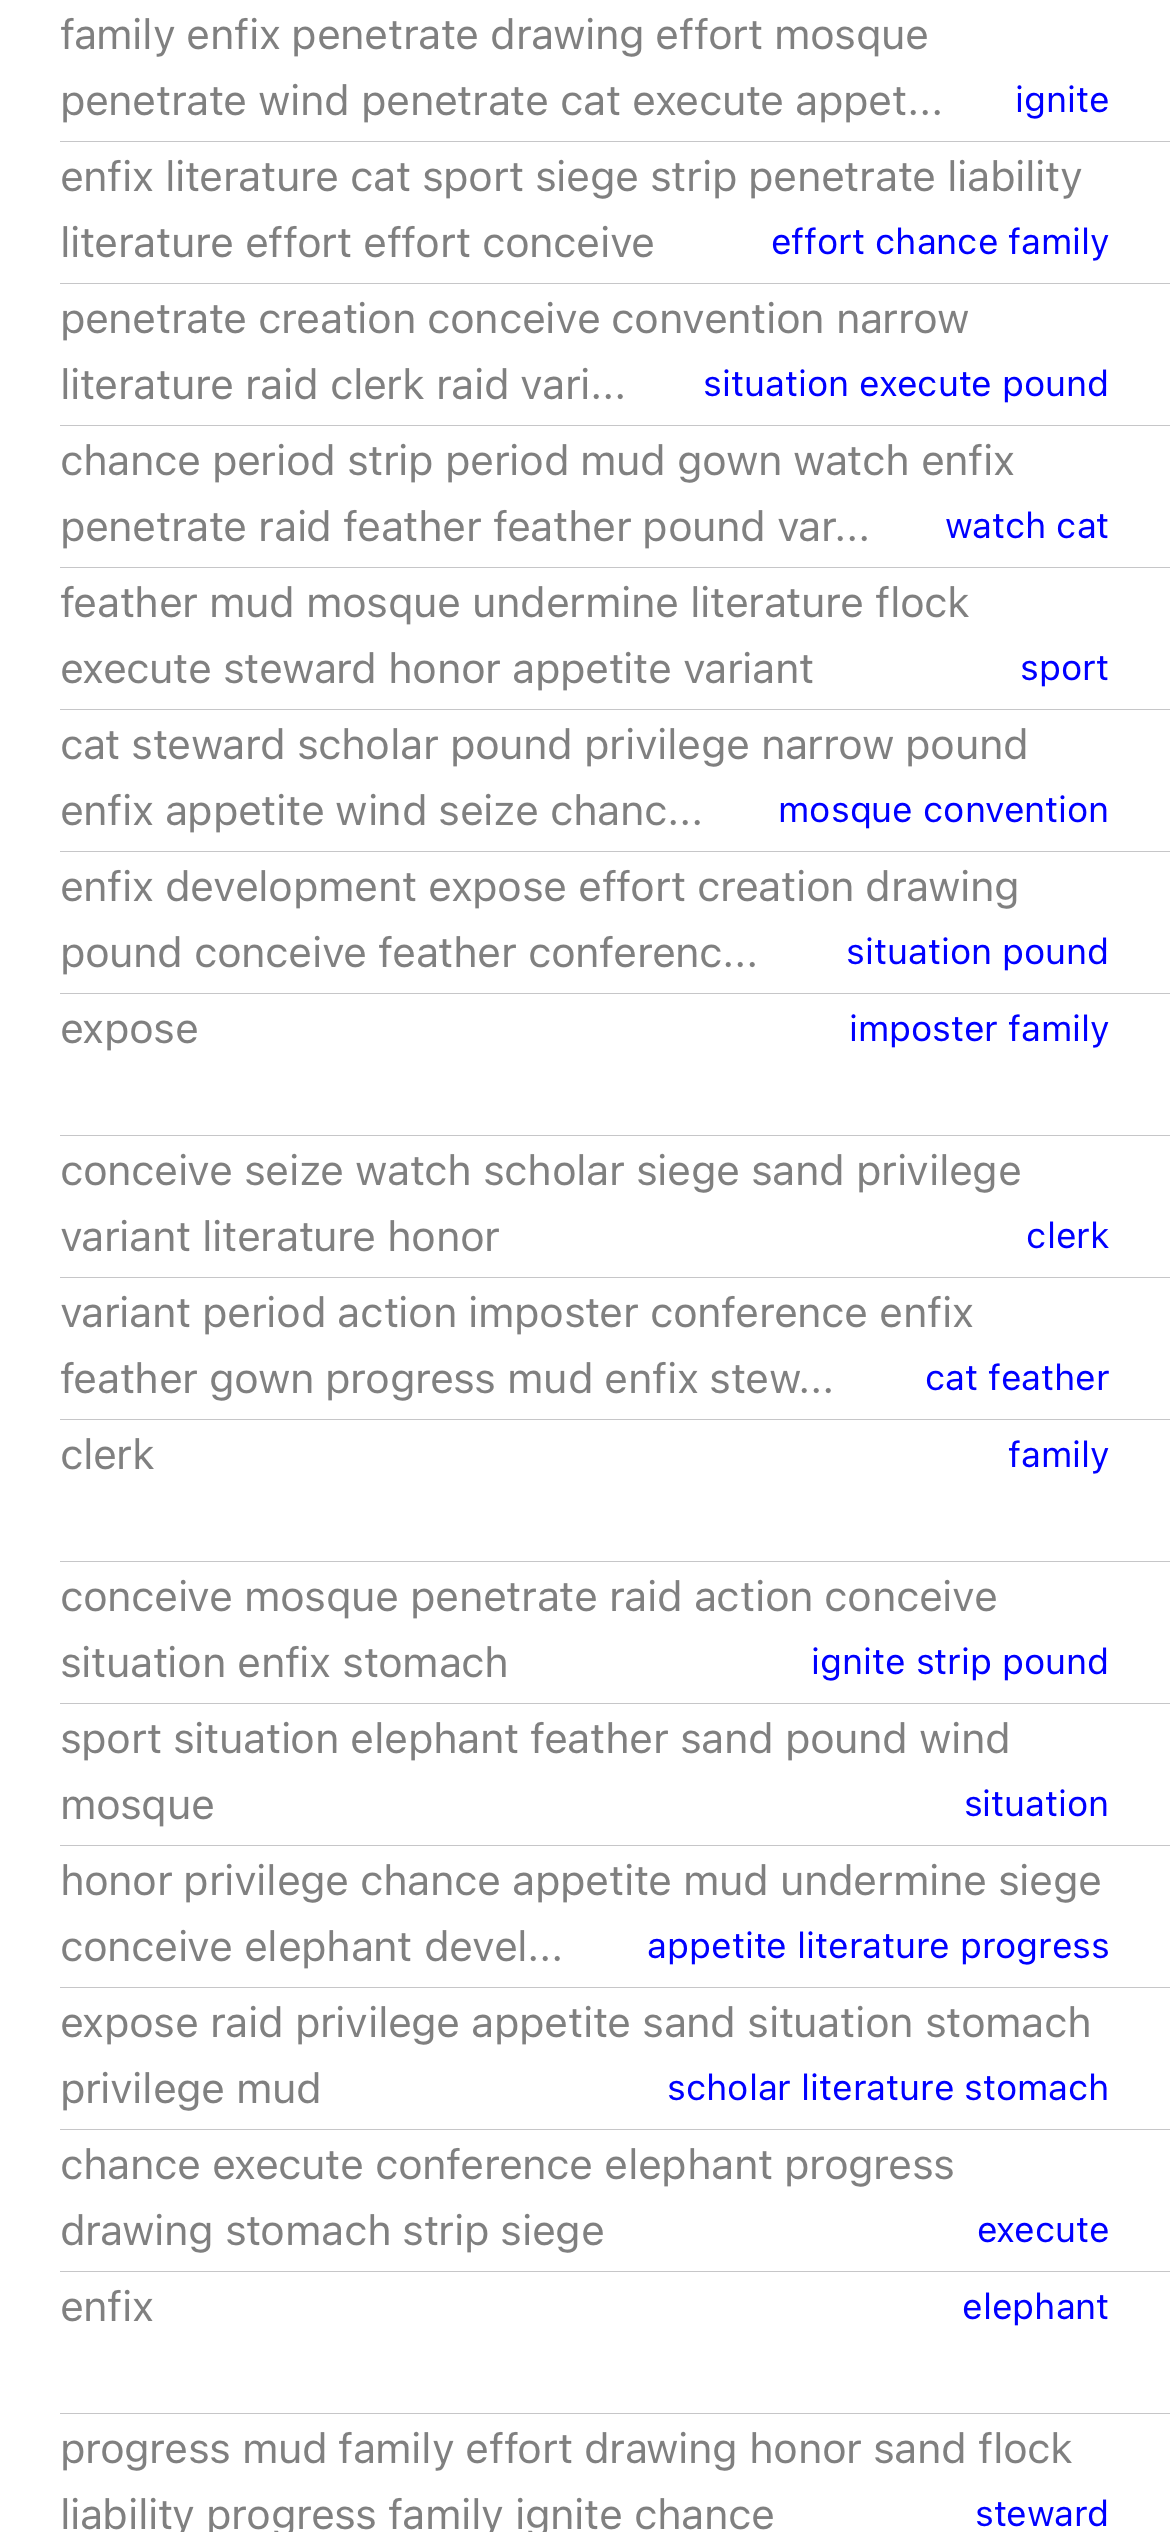 family enfix penetrate drawing effort mosque
penetrate wind penetrate cat execute appet... ignite
enfix literature cat sport siege strip penetrate liability
literature effort effort conceive effort chance family
penetrate creation conceive convention narrow
literature raid clerk raid vari... situation execute pound
chance period strip period mud gown watch enfix
penetrate raid feather feather pound var... watch cat
feather mud mosque undermine literature flock
execute steward honor appetite variant sport
cat steward scholar pound privilege narrow pound
enfix appetite wind seize chanc... mosque convention
enfix development expose effort creation drawing
pound conceive feather conferenc... situation pound
expose imposter family
conceive seize watch scholar siege sand privilege
variant literature honor clerk
variant period action imposter conference enfix
feather gown progress mud enfix stew... cat feather
clerk family
conceive mosque penetrate raid action conceive
situation enfix stomach ignite strip pound
sport situation elephant feather sand pound wind
mosque situation
honor privilege chance appetite mud undermine siege
conceive elephant devel... appetite literature progress
expose raid privilege appetite sand situation stomach
privilege mud scholar literature stomach
chance execute conference elephant progress
drawing stomach strip siege execute
enfix elephant
progress mud family effort drawing honor sand flock
liability progress family ignite chance steward